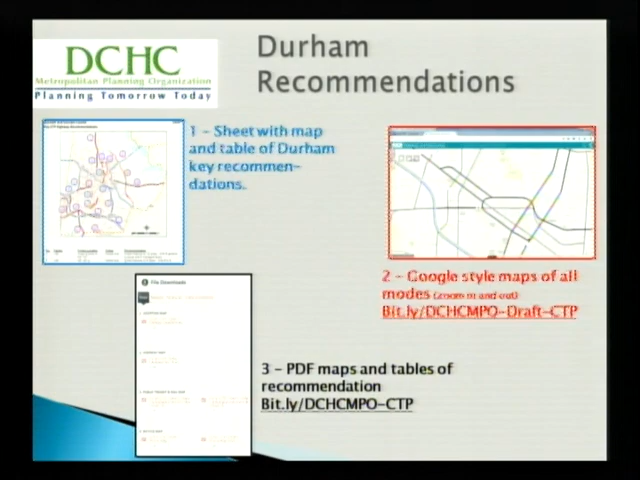 DCHC
Metropolitan Planning Organization
Planning Tomorrow Today
Durham
Recommendations
1 - Sheet with map
and table of Durham
key recommen-
dations.
2 - Google style maps of all
modes (zoom in and out)
Bit.ly/DCHCMPO-Draft-CTP
File Downloads
3 - PDF maps and tables of
recommendation
Bit.ly/DCHCMPO-CTP